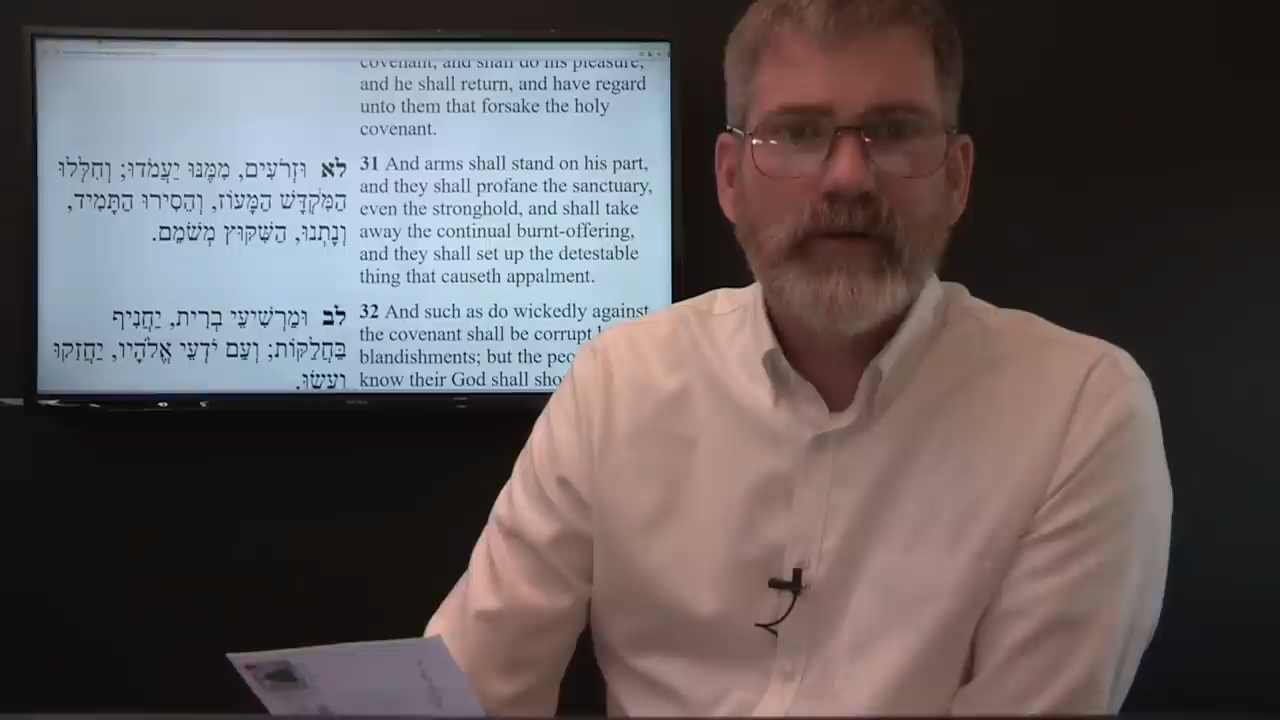 covenant, and shall do his pleasure,
and he shall return, and have regard
unto them that forsake the holy
covenant.
לא וּזְרֹעִים, מִמֶּנּוּ יַעֲמֹדוּ; וְחִלְּלוּ
הַמִּקְדָּשׁ הַמָּעוֹז, וְהֵסִירוּ הַתָּמִיד,
וְנָתְנוּ, הַשִּׁקּוּץ מְשֹׁמֵם.
31 And arms shall stand on his part,
and they shall profane the sanctuary,
even the stronghold, and shall take
away the continual burnt-offering,
and they shall set up the detestable
thing that causeth appalment.
לב וּמַרְשִׁיעֵי בְרִית, יַחֲנִיף
בַּחֲלַקּוֹת; וְעַם יֹדְעֵי אֱלֹהָיו, יַחֲזִקוּ
וְעָשׂוּ.
32 And such as do wickedly against
the covenant shall be corrupt
blandishments; but the
know their God shall